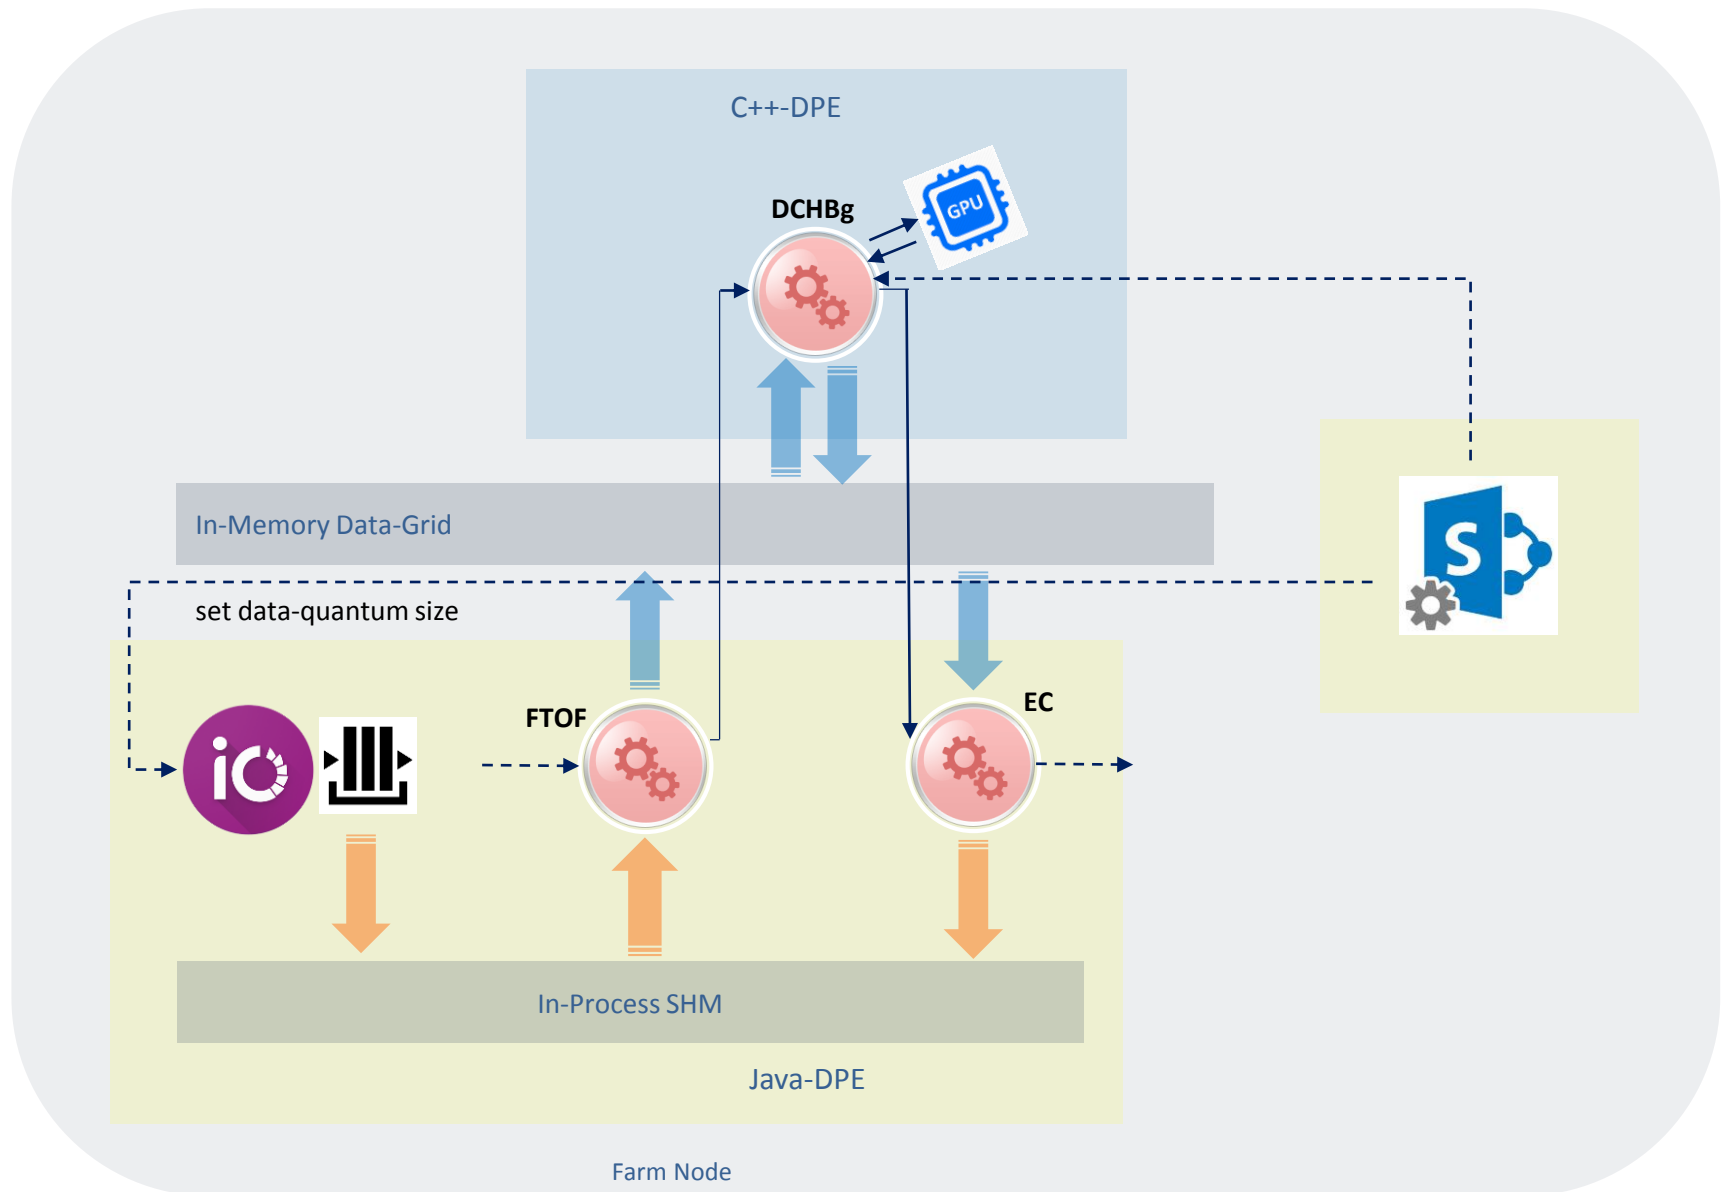 C++-DPE
GPU
DCHBg
In-Memory Data-Grid
S
set data-quantum size
FTOF
EC
io
In-Process SHM
Java-DPE
Farm Node